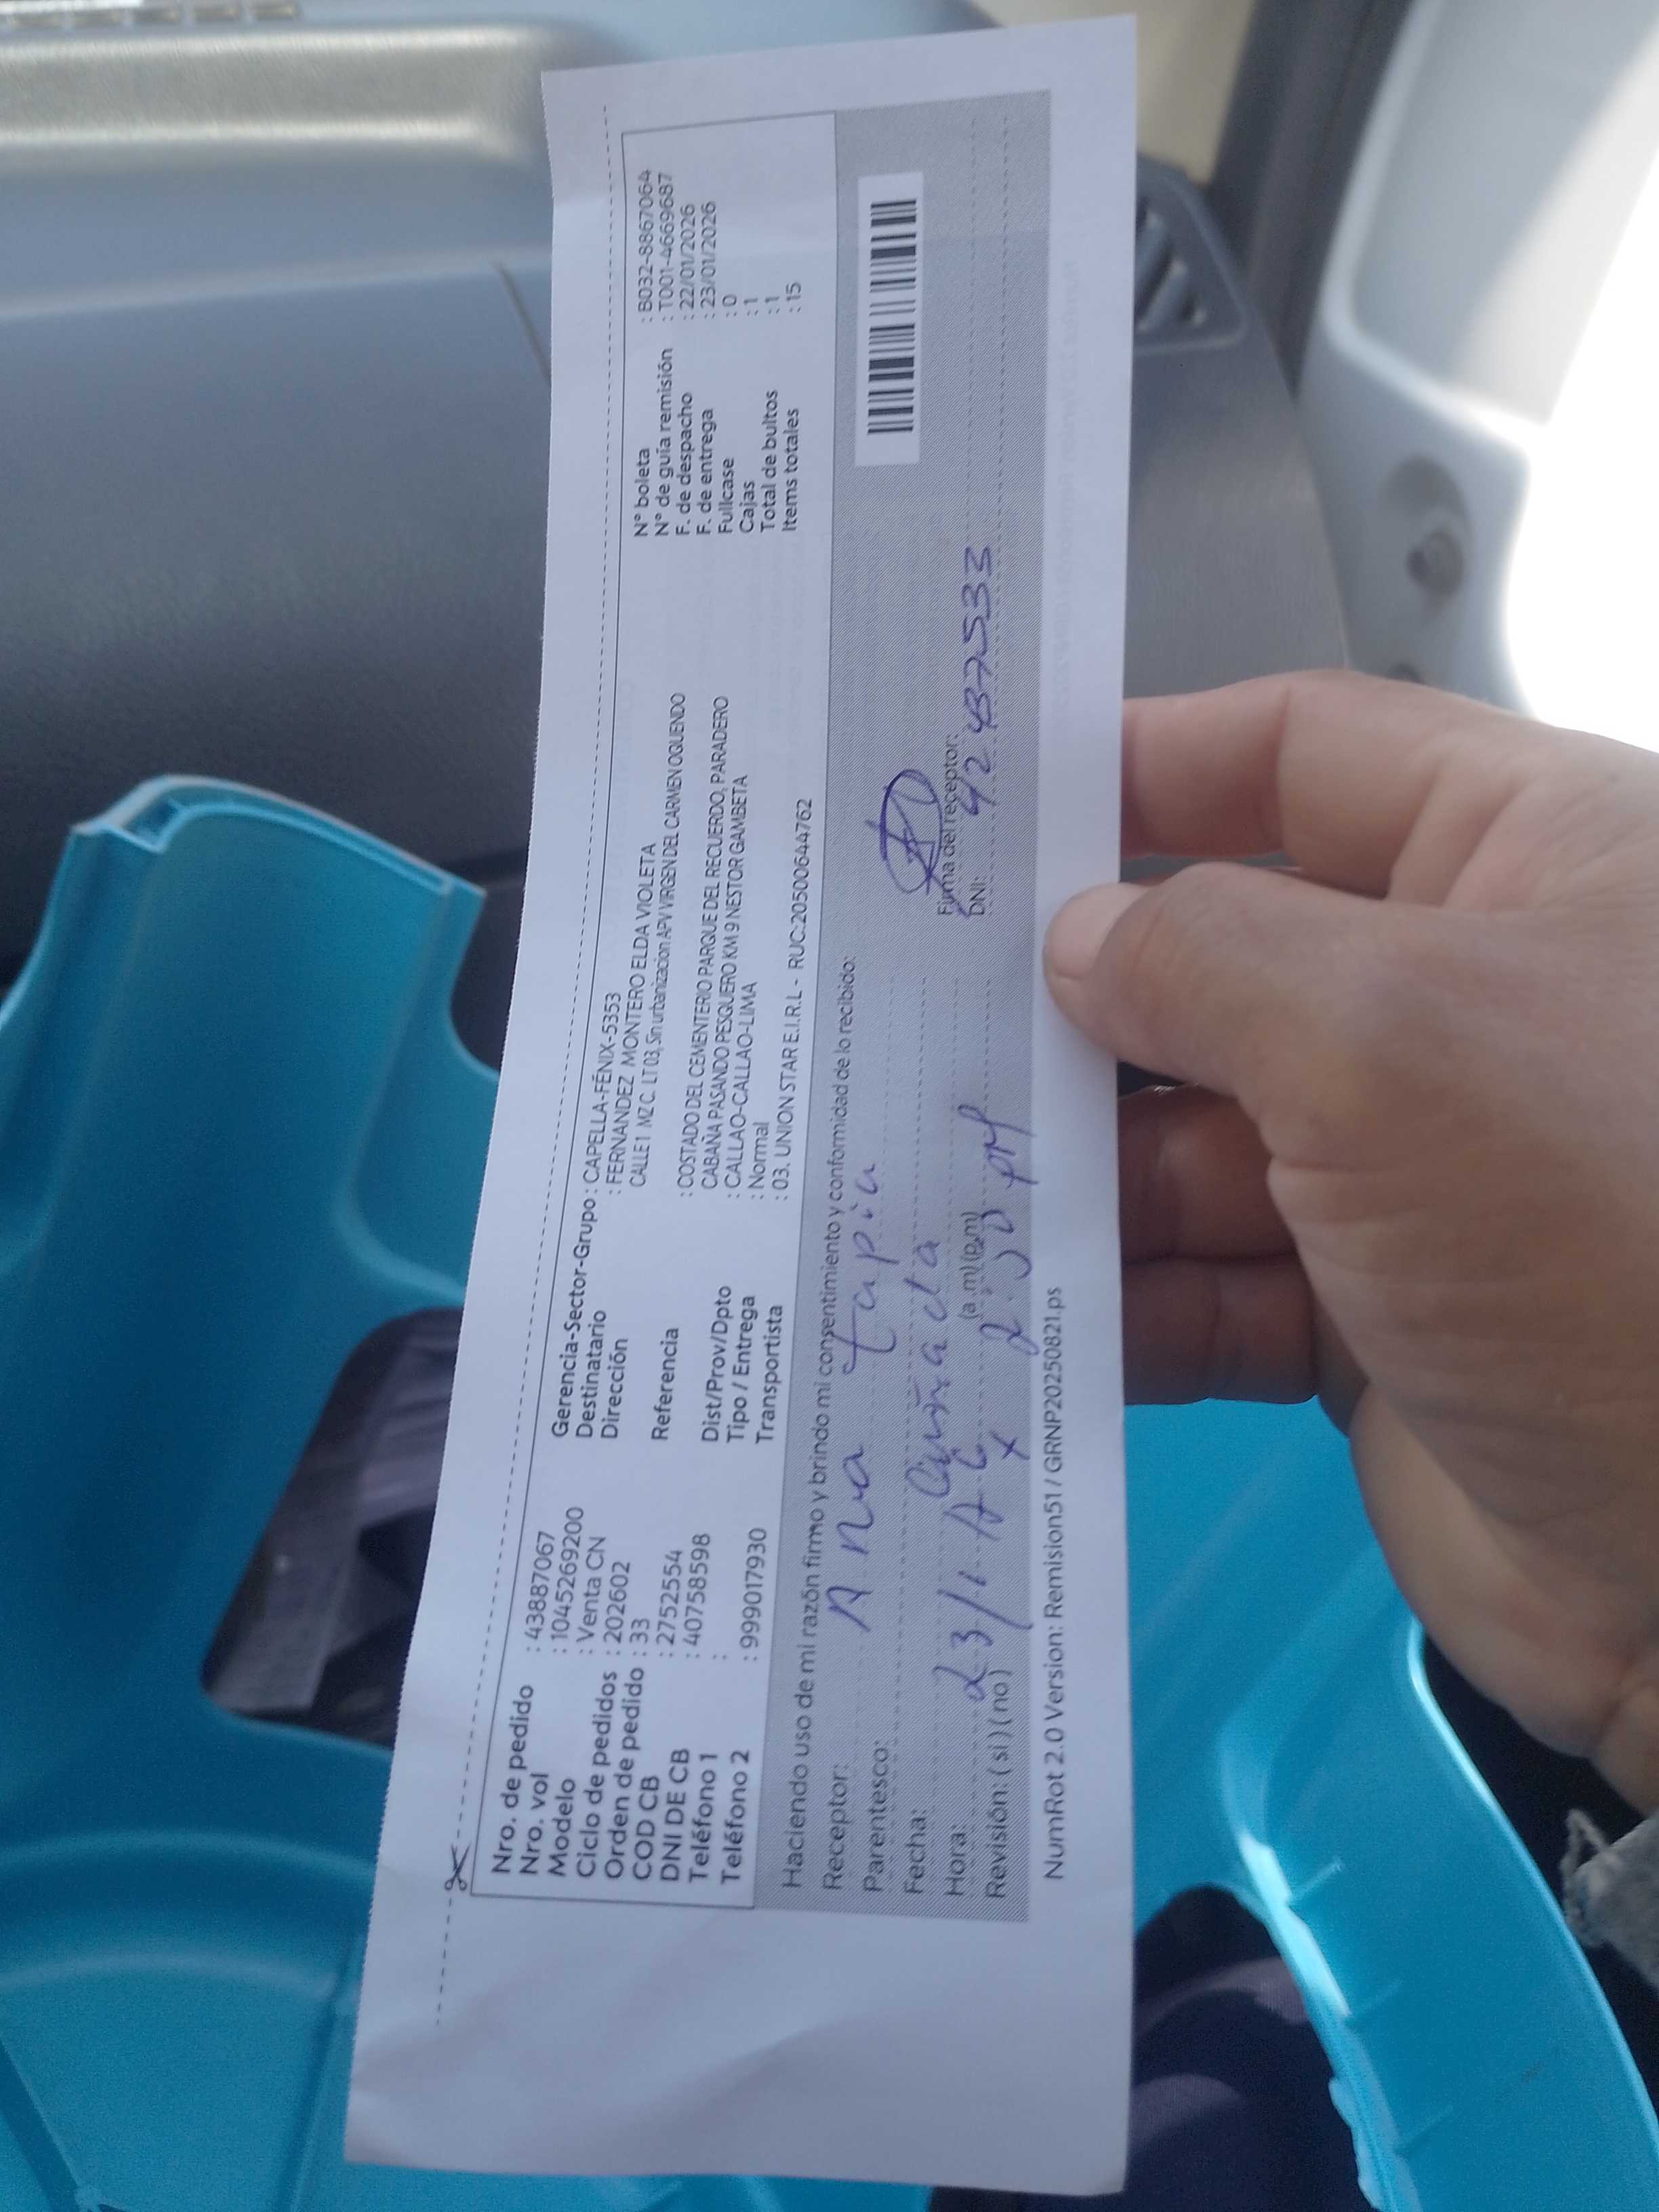 Nro. de pedido : 43887067
Nro. vol : 10452692​00
Modelo : Venta CN
Ciclo de pedidos : 202602
Orden de pedido : 33
COD CB : 2752554
DNI DE CB : 40758598
Teléfono 1 :
Teléfono 2 : 999017930
Gerencia-Sector-Grupo : CAPELLA-FÉNIX-5353
Destinatario : FERNANDEZ MONTERO ELDA VIOLETA
Dirección CALLE 1 MZ C. LT 03, Sin urbanizacion APV VIRGEN DEL CARMEN OQUENDO
Referencia : COSTADO DEL CEMENTERIO PARQUE DEL RECUERDO, PARADERO
CABAÑA PASANDO PESQUERO KM 9 NESTOR GAMBETA
Dist/Prov/Dpto : CALLAO-CALLAO-LIMA
Tipo / Entrega : Normal
Transportista : 03. UNION STAR E.I.R.L - RUC:20500644762
N° boleta : B032-8867064
N° de guía remisión : T001-4669687
F. de despacho : 22/01/2026
F. de entrega : 23/01/2026
Fullcase : 0
Cajas : 1
Total de bultos : 1
Items totales : 15
Haciendo uso de mi razón firmo y brindo mi consentimiento y conformidad de lo recibido:
Receptor: Ana tapia
Parentesco: Cuñada
Fecha: 23/1/
Hora: (a.m) (p.m) 2 30 pm
Revisión: ( si ) ( no ) x
Firma del receptor:
DNI: 42437533
NumRot 2.0 Version: Remision51 / GRNP20250821.ps